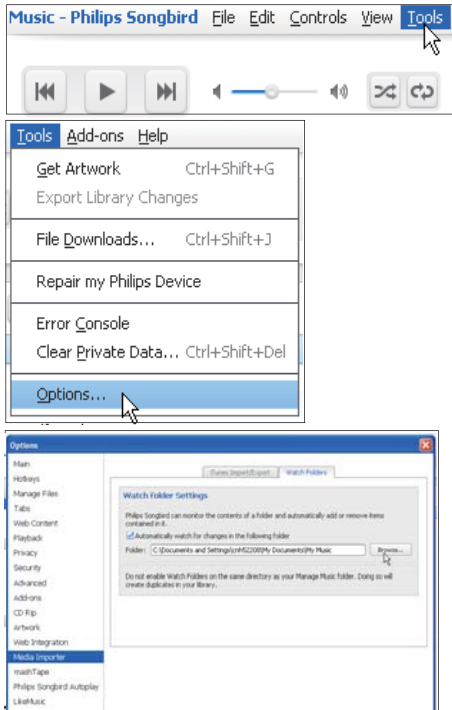 Music - Philips Songbird File Edit Controls View Tools
Tools Add-ons Help
Get Artwork Ctrl+Shift+G
Export Library Changes
File Downloads... Ctrl+Shift+J
Repair my Philips Device
Error Console
Clear Private Data... Ctrl+Shift+Del
Options...
Options
Main
Hotkeys
Manage Files
Tabs
Web Content
Playback
Privacy
Security
Advanced
Add-ons
CD Rip
Artwork
Web Integration
Media Importer
mashTape
Philips Songbird Autoplay
LikeMusic
iTunes Import/Export Watch Folders
Watch Folder Settings
Philips Songbird can monitor the contents of a folder and automatically add or remove items
contained in it.
Automatically watch for changes in the following folder
Folder: C:\Documents and Settings\cnh52208\My Documents\My Music Browse...
Do not enable Watch Folders on the same directory as your Manage Music folder. Doing so will
create duplicates in your library.